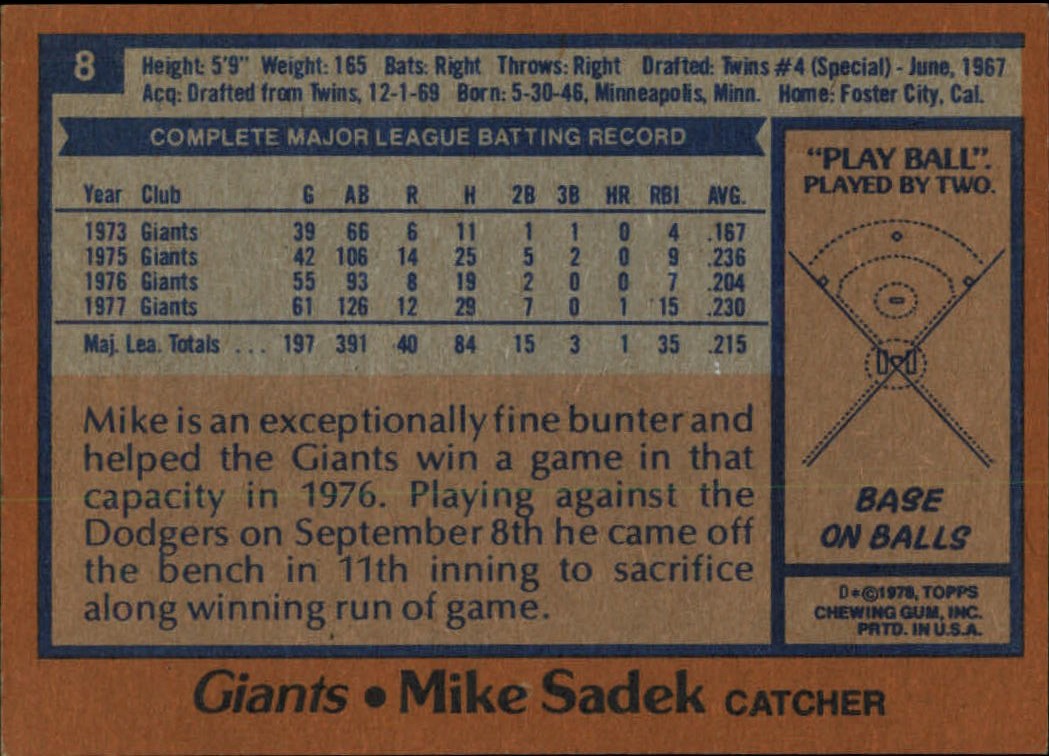 8
Height: 5'9" Weight: 165 Bats: Right Throws: Right Drafted: Twins #4 (Special) - June, 1967
Acq: Drafted from Twins, 12-1-69 Born: 5-30-46, Minneapolis, Minn. Home: Foster City, Cal.
COMPLETE MAJOR LEAGUE BATTING RECORD
Year Club G AB R H 2B 3B HR RBI AVG.
1973 Giants 39 66 6 11 1 1 0 4 .167
1975 Giants 42 106 14 25 5 2 0 9 .236
1976 Giants 55 93 8 19 2 0 0 7 .204
1977 Giants 61 126 12 29 7 0 1 15 .230
Maj. Lea. Totals ... 197 391 40 84 15 3 1 35 .215
Mike is an exceptionally fine bunter and
helped the Giants win a game in that
capacity in 1976. Playing against the
Dodgers on September 8th he came off
the bench in 11th inning to sacrifice
along winning run of game.
"PLAY BALL".
PLAYED BY TWO.
BASE
ON BALLS
D*©1978, TOPPS
CHEWING GUM, INC.
PRTD. IN U.S.A.
Giants • Mike Sadek CATCHER